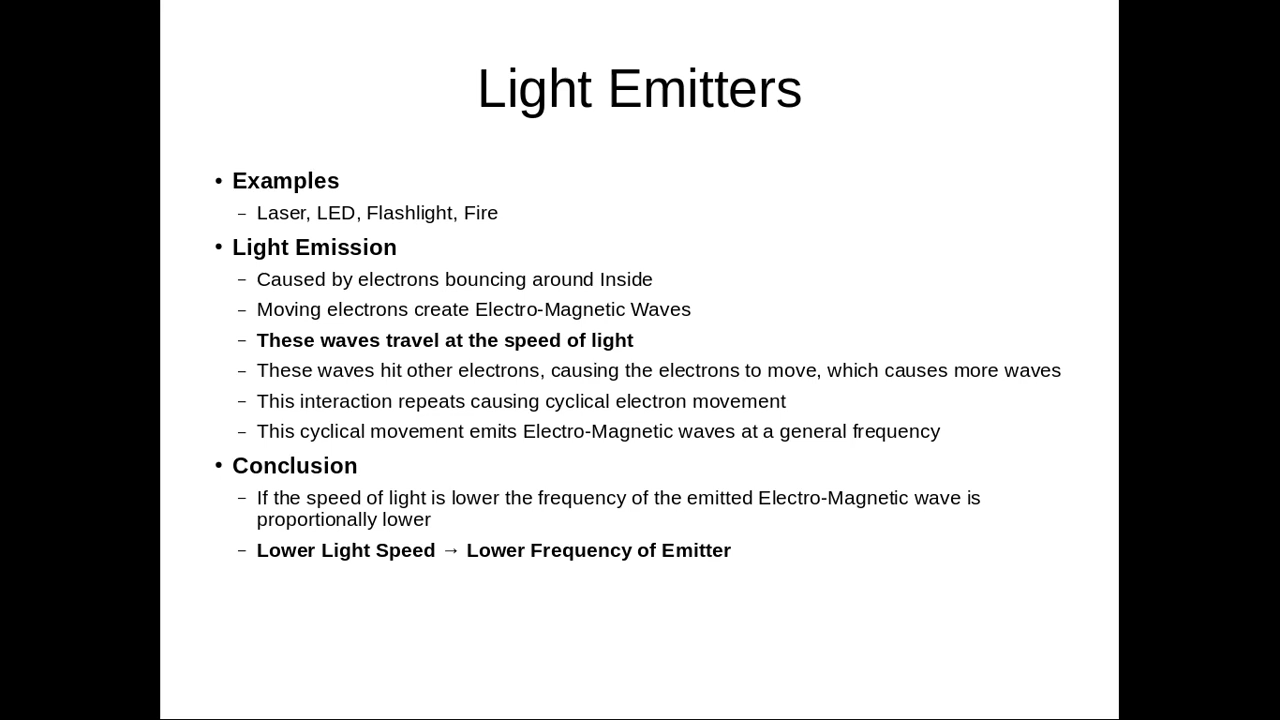 Light Emitters
• Examples
– Laser, LED, Flashlight, Fire
• Light Emission
– Caused by electrons bouncing around Inside
– Moving electrons create Electro-Magnetic Waves
– These waves travel at the speed of light
– These waves hit other electrons, causing the electrons to move, which causes more waves
– This interaction repeats causing cyclical electron movement
– This cyclical movement emits Electro-Magnetic waves at a general frequency
• Conclusion
– If the speed of light is lower the frequency of the emitted Electro-Magnetic wave is
proportionally lower
– Lower Light Speed → Lower Frequency of Emitter